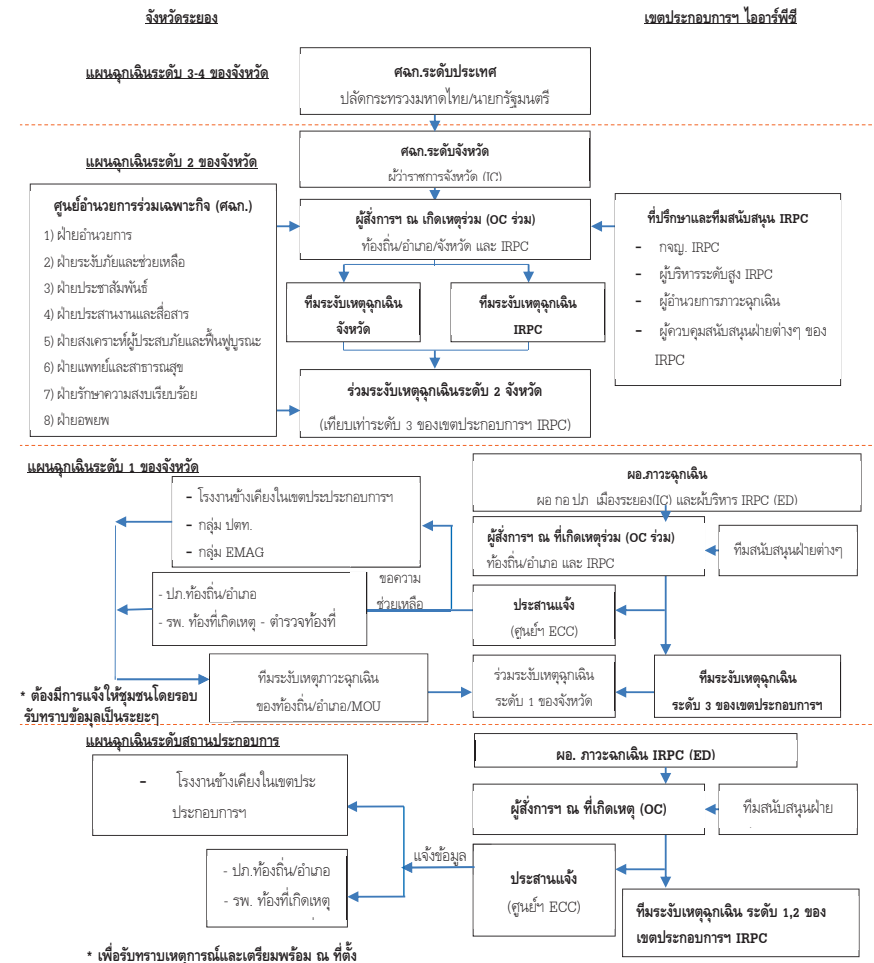 จังหวัดระยอง
เขตประกอบการฯ ไออาร์พีซี
แผนฉุกเฉินระดับ 3-4 ของจังหวัด
ศฉก.ระดับประเทศ
ปลัดกระทรวงมหาดไทย/นายกรัฐมนตรี
แผนฉุกเฉินระดับ 2 ของจังหวัด
ศฉก.ระดับจังหวัด
ผู้ว่าราชการจังหวัด (IC)
ศูนย์อำนวยการร่วมเฉพาะกิจ (ศฉก.)
1) ฝ่ายอำนวยการ
2) ฝ่ายระงับภัยและช่วยเหลือ
3) ฝ่ายประชาสัมพันธ์
4) ฝ่ายประสานงานและสื่อสาร
5) ฝ่ายสงเคราะห์ผู้ประสบภัยและฟื้นฟูบูรณะ
6) ฝ่ายแพทย์และสาธารณสุข
7) ฝ่ายรักษาความสงบเรียบร้อย
8) ฝ่ายอพยพ
ผู้สั่งการฯ ณ เกิดเหตุร่วม (OC ร่วม)
ท้องถิ่น/อำเภอ/จังหวัด และ IRPC
ที่ปรึกษาและทีมสนับสนุน IRPC
- กจญ. IRPC
- ผู้บริหารระดับสูง IRPC
- ผู้อำนวยการภาวะฉุกเฉิน
- ผู้ควบคุมสนับสนุนฝ่ายต่างๆ ของ
IRPC
ทีมระงับเหตุฉุกเฉิน
จังหวัด
ทีมระงับเหตุฉุกเฉิน
IRPC
ร่วมระงับเหตุฉุกเฉินระดับ 2 จังหวัด
(เทียบเท่าระดับ 3 ของเขตประกอบการฯ IRPC)
แผนฉุกเฉินระดับ 1 ของจังหวัด
ผอ.ภาวะฉุกเฉิน
ผอ กอ ปภ เมืองระยอง(IC) และผู้บริหาร IRPC (ED)
- โรงงานข้างเคียงในเขตประประกอบการฯ
- กลุ่ม ปตท.
- กลุ่ม EMAG
ผู้สั่งการฯ ณ ที่เกิดเหตุร่วม (OC ร่วม)
ท้องถิ่น/อำเภอ และ IRPC
ทีมสนับสนุนฝ่ายต่างๆ
ขอความ
ช่วยเหลือ
- ปภ.ท้องถิ่น/อำเภอ
- รพ. ท้องที่เกิดเหตุ - ตำรวจท้องที่
ประสานแจ้ง
(ศูนย์ฯ ECC)
ทีมระงับเหตุภาวะฉุกเฉิน
ของท้องถิ่น/อำเภอ/MOU
ร่วมระงับเหตุฉุกเฉิน
ระดับ 1 ของจังหวัด
ทีมระงับเหตุฉุกเฉิน
ระดับ 3 ของเขตประกอบการฯ
* ต้องมีการแจ้งให้ชุมชนโดยรอบ
รับทราบข้อมูลเป็นระยะๆ
แผนฉุกเฉินระดับสถานประกอบการ
ผอ. ภาวะฉุกเฉิน IRPC (ED)
- โรงงานข้างเคียงในเขตประ
ประกอบการฯ
ผู้สั่งการฯ ณ ที่เกิดเหตุ (OC)
ทีมสนับสนุนฝ่าย
แจ้งข้อมูล
- ปภ.ท้องถิ่น/อำเภอ
- รพ. ท้องที่เกิดเหตุ
ประสานแจ้ง
(ศูนย์ฯ ECC)
ทีมระงับเหตุฉุกเฉิน ระดับ 1,2 ของ
เขตประกอบการฯ IRPC
* เพื่อรับทราบเหตุการณ์และเตรียมพร้อม ณ ที่ตั้ง